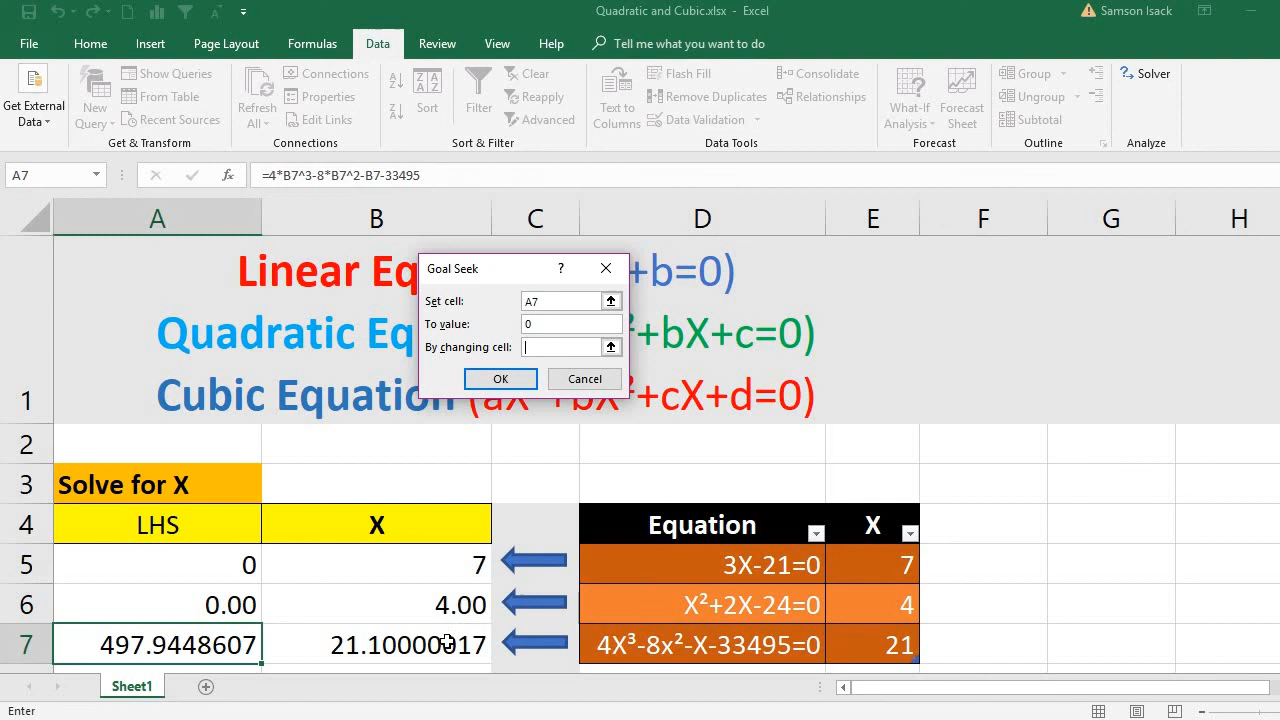 Quadratic and Cubic.xlsx - Excel
Samson Isack
File Home Insert Page Layout Formulas Data Review View Help Tell me what you want to do
Get External Data
New Query
Show Queries
From Table
Recent Sources
Get & Transform
Refresh All
Connections
Properties
Edit Links
Connections
Sort
Filter
Clear
Reapply
Advanced
Sort & Filter
Text to Columns
Flash Fill
Remove Duplicates
Data Validation
Consolidate
Relationships
Data Tools
What-If Analysis
Forecast Sheet
Forecast
Group
Ungroup
Subtotal
Outline
Solver
Analyze
A7 fx =4*B7^3-8*B7^2-B7-33495
A B C D E F G H
Linear Eq +b=0)
Quadratic Eq ²+bX+c=0)
1 Cubic Equation (aX³+bX²+cX+d=0)
Goal Seek ?
Set cell: A7
To value: 0
By changing cell:
OK Cancel
2
3 Solve for X
4 LHS X Equation X
5 0 7 3X-21=0 7
6 0.00 4.00 X²+2X-24=0 4
7 497.9448607 21.10000017 4X³-8x²-X-33495=0 21
Sheet1
Enter